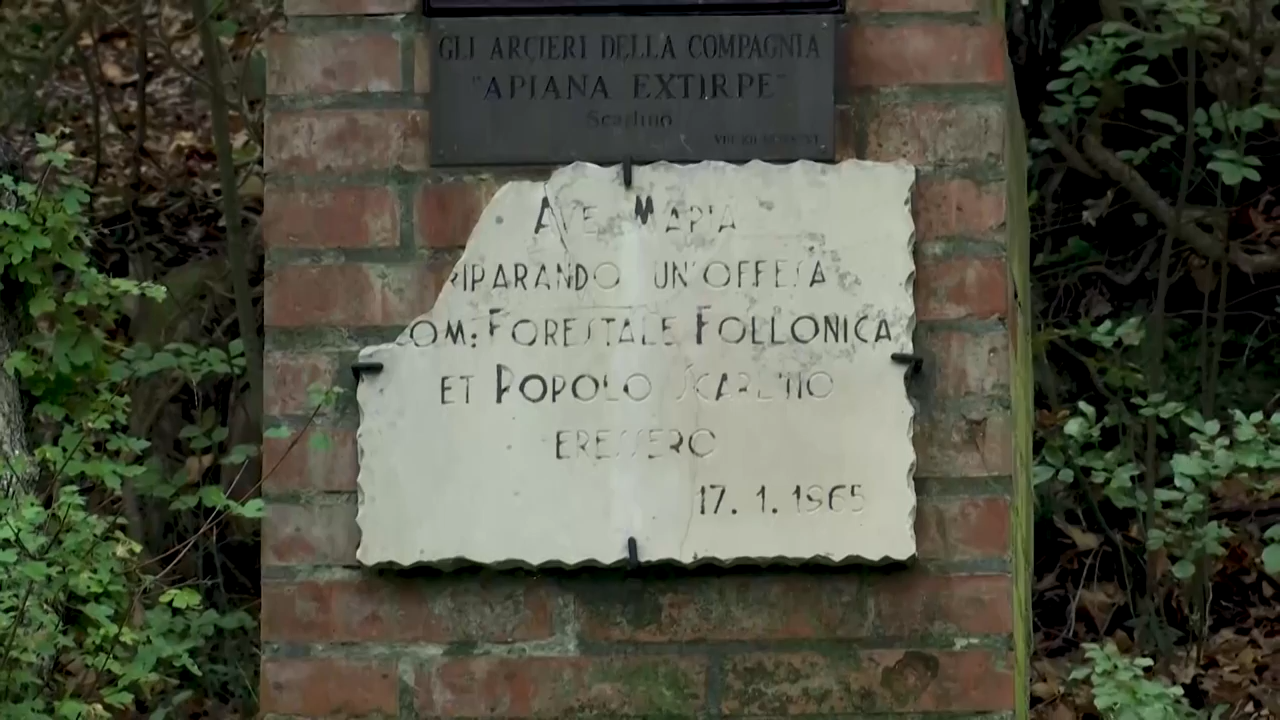 GLI ARCIERI DELLA COMPAGNIA
"APIANA EXTIRPE"
Scarlino
AVE MARIA
RIPARANDO UN'OFFESA
COM: FORESTALE FOLLONICA
ET POPOLO SCARLINO
ERESSERO
17. 1. 1965